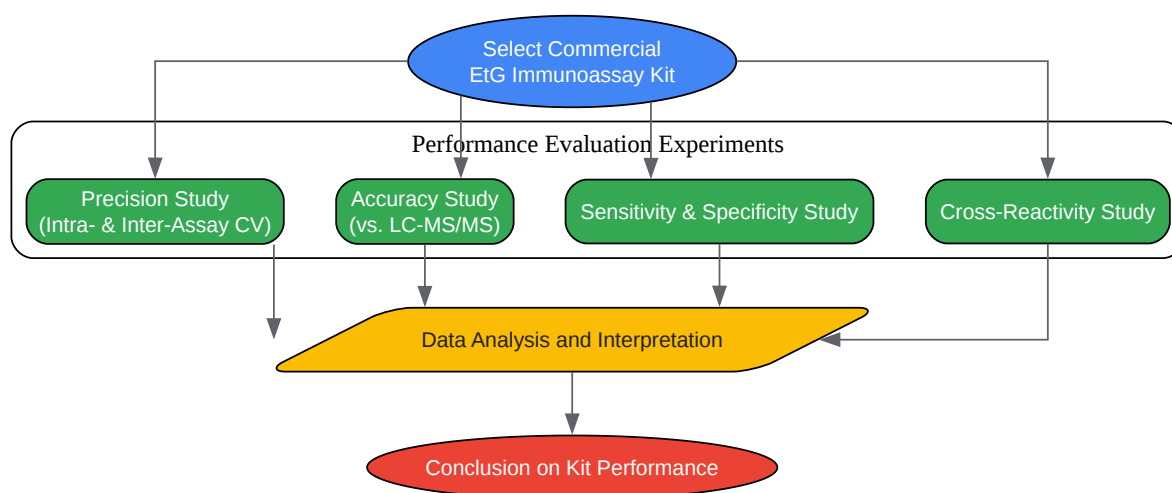 Select Commercial
EtG Immunoassay Kit
Performance Evaluation Experiments
Precision Study
(Intra- & Inter-Assay CV)
Accuracy Study
(vs. LC-MS/MS)
Sensitivity & Specificity Study
Cross-Reactivity Study
Data Analysis and Interpretation
Conclusion on Kit Performance